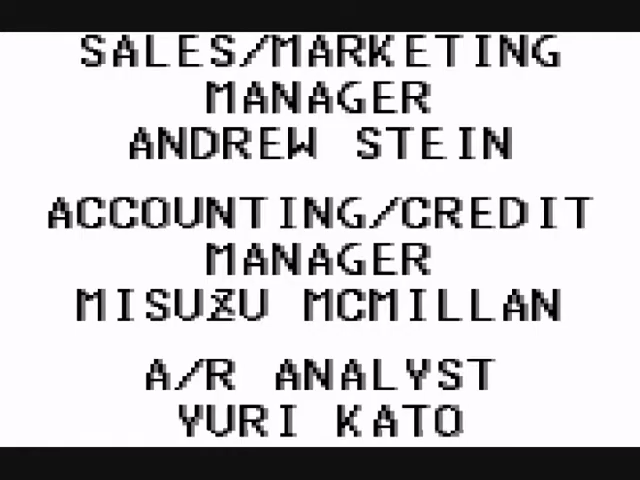 SALES/MARKETING
MANAGER
ANDREW STEIN
ACCOUNTING/CREDIT
MANAGER
MISUZU MCMILLAN
A/R ANALYST
YURI KATO